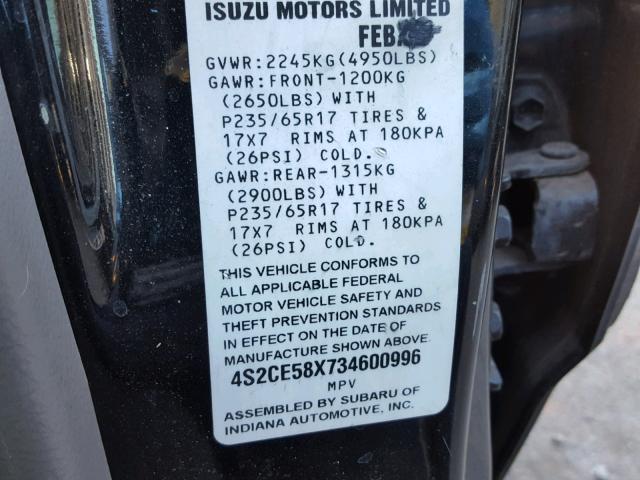 ISUZU MOTORS LIMITED
FEB
GVWR:2245KG(4950LBS)
GAWR:FRONT-1200KG
(2650LBS) WITH
P235/65R17 TIRES &
17X7 RIMS AT 180KPA
(26PSI) COLD.
GAWR:REAR-1315KG
(2900LBS) WITH
P235/65R17 TIRES &
17X7 RIMS AT 180KPA
(26PSI) COLD.
THIS VEHICLE CONFORMS TO
ALL APPLICABLE FEDERAL
MOTOR VEHICLE SAFETY AND
THEFT PREVENTION STANDARDS
IN EFFECT ON THE DATE OF
MANUFACTURE SHOWN ABOVE.
4S2CE58X734600996
MPV
ASSEMBLED BY SUBARU OF
INDIANA AUTOMOTIVE, INC.